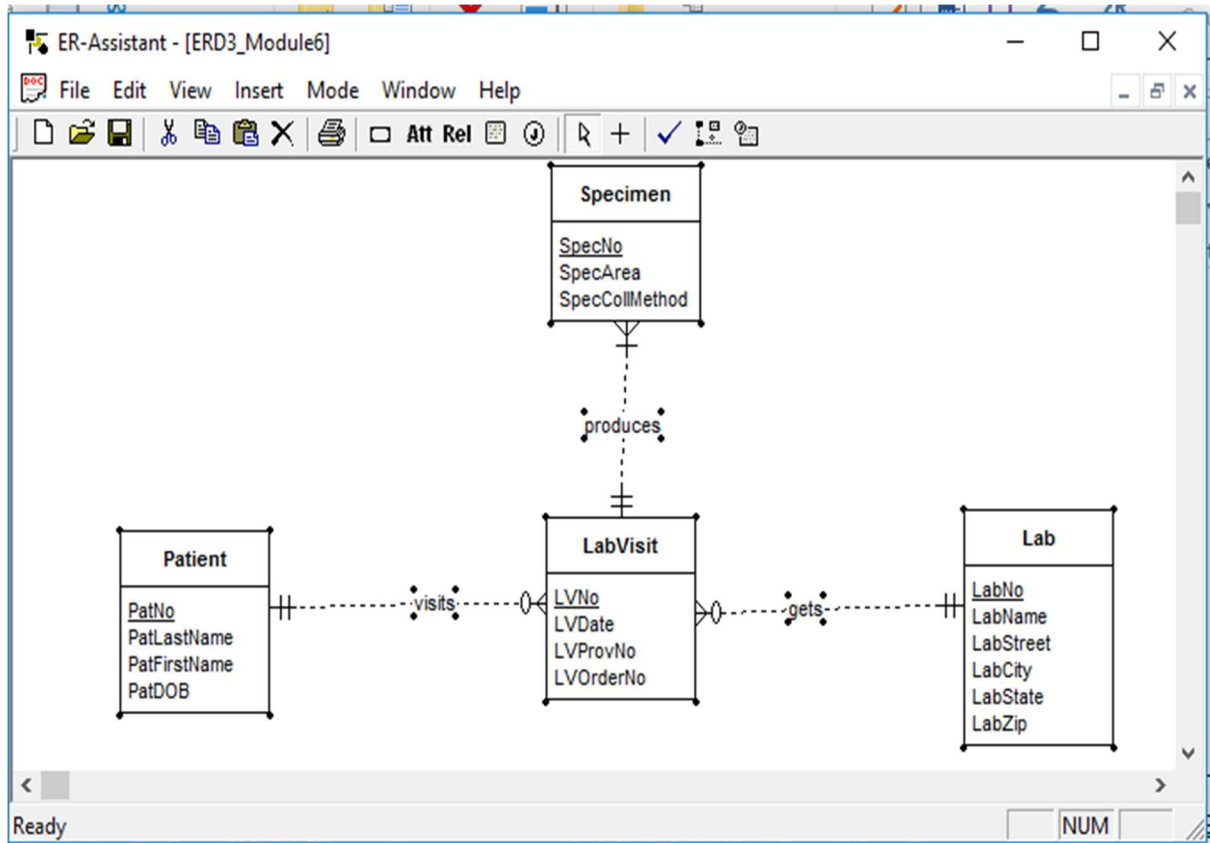 ER-Assistant - [ERD3_Module6]
File Edit View Insert Mode Window Help
Att Rel
Specimen
SpecNo
SpecArea
SpecCollMethod
produces
Patient
PatNo
PatLastName
PatFirstName
PatDOB
visits
LabVisit
LVNo
LVDate
LVProvNo
LVOrderNo
gets
Lab
LabNo
LabName
LabStreet
LabCity
LabState
LabZip
Ready
NUM